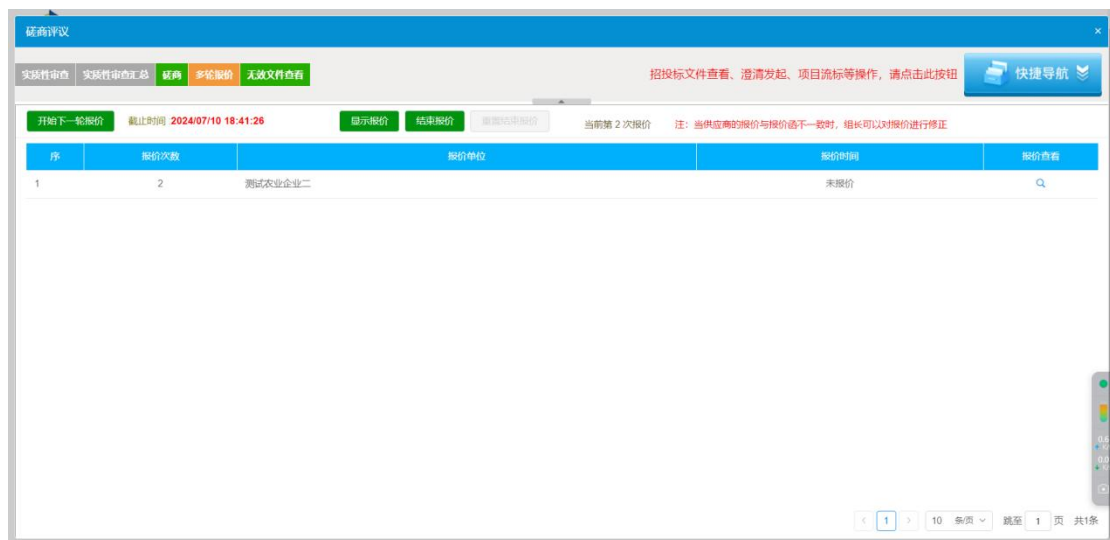 磋商评议
实质性审查 实质性审查汇总 磋商 多轮报价 无效文件查看 招投标文件查看、澄清发起、项目流标等操作，请点击此按钮 快捷导航
开始下一轮报价 截止时间 2024/07/10 18:41:26 显示报价 结束报价 撤销结束报价 当前第 2 次报价 注：当供应商的报价与报价函不一致时，组长可以对报价进行修正
序 报价次数 报价单位 报价时间 报价查看
1 2 测试农业企业二 未报价
1 10 条/页 跳至 1 页 共1条